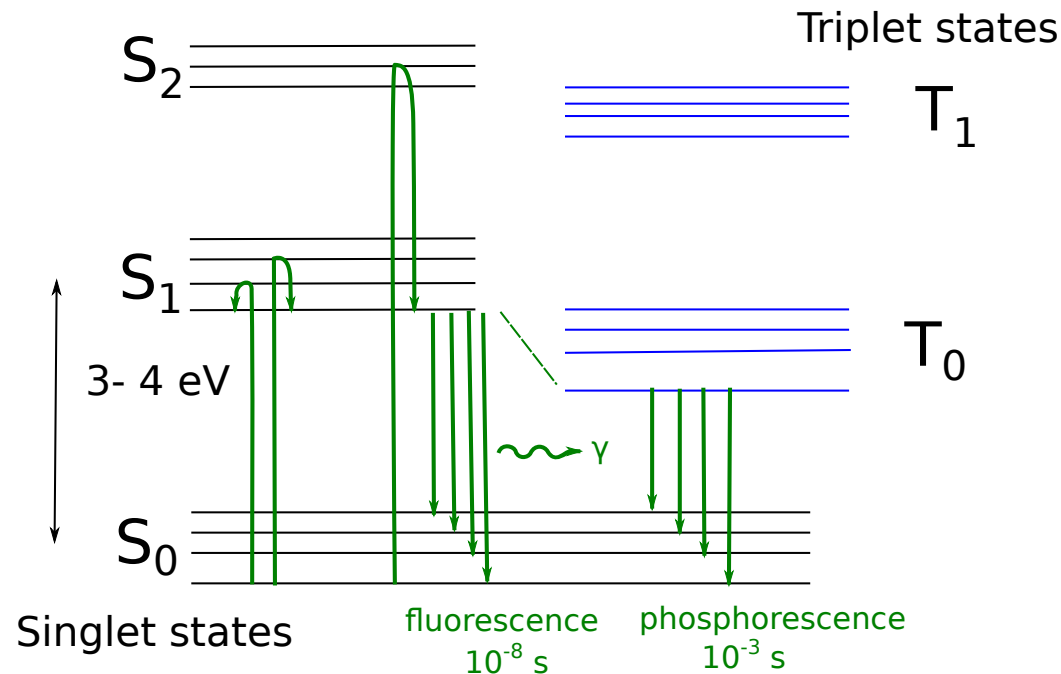 Triplet states
S₂
T₁
S₁
T₀
3- 4 eV
γ
S₀
Singlet states
fluorescence
10⁻⁸ s
phosphorescence
10⁻³ s